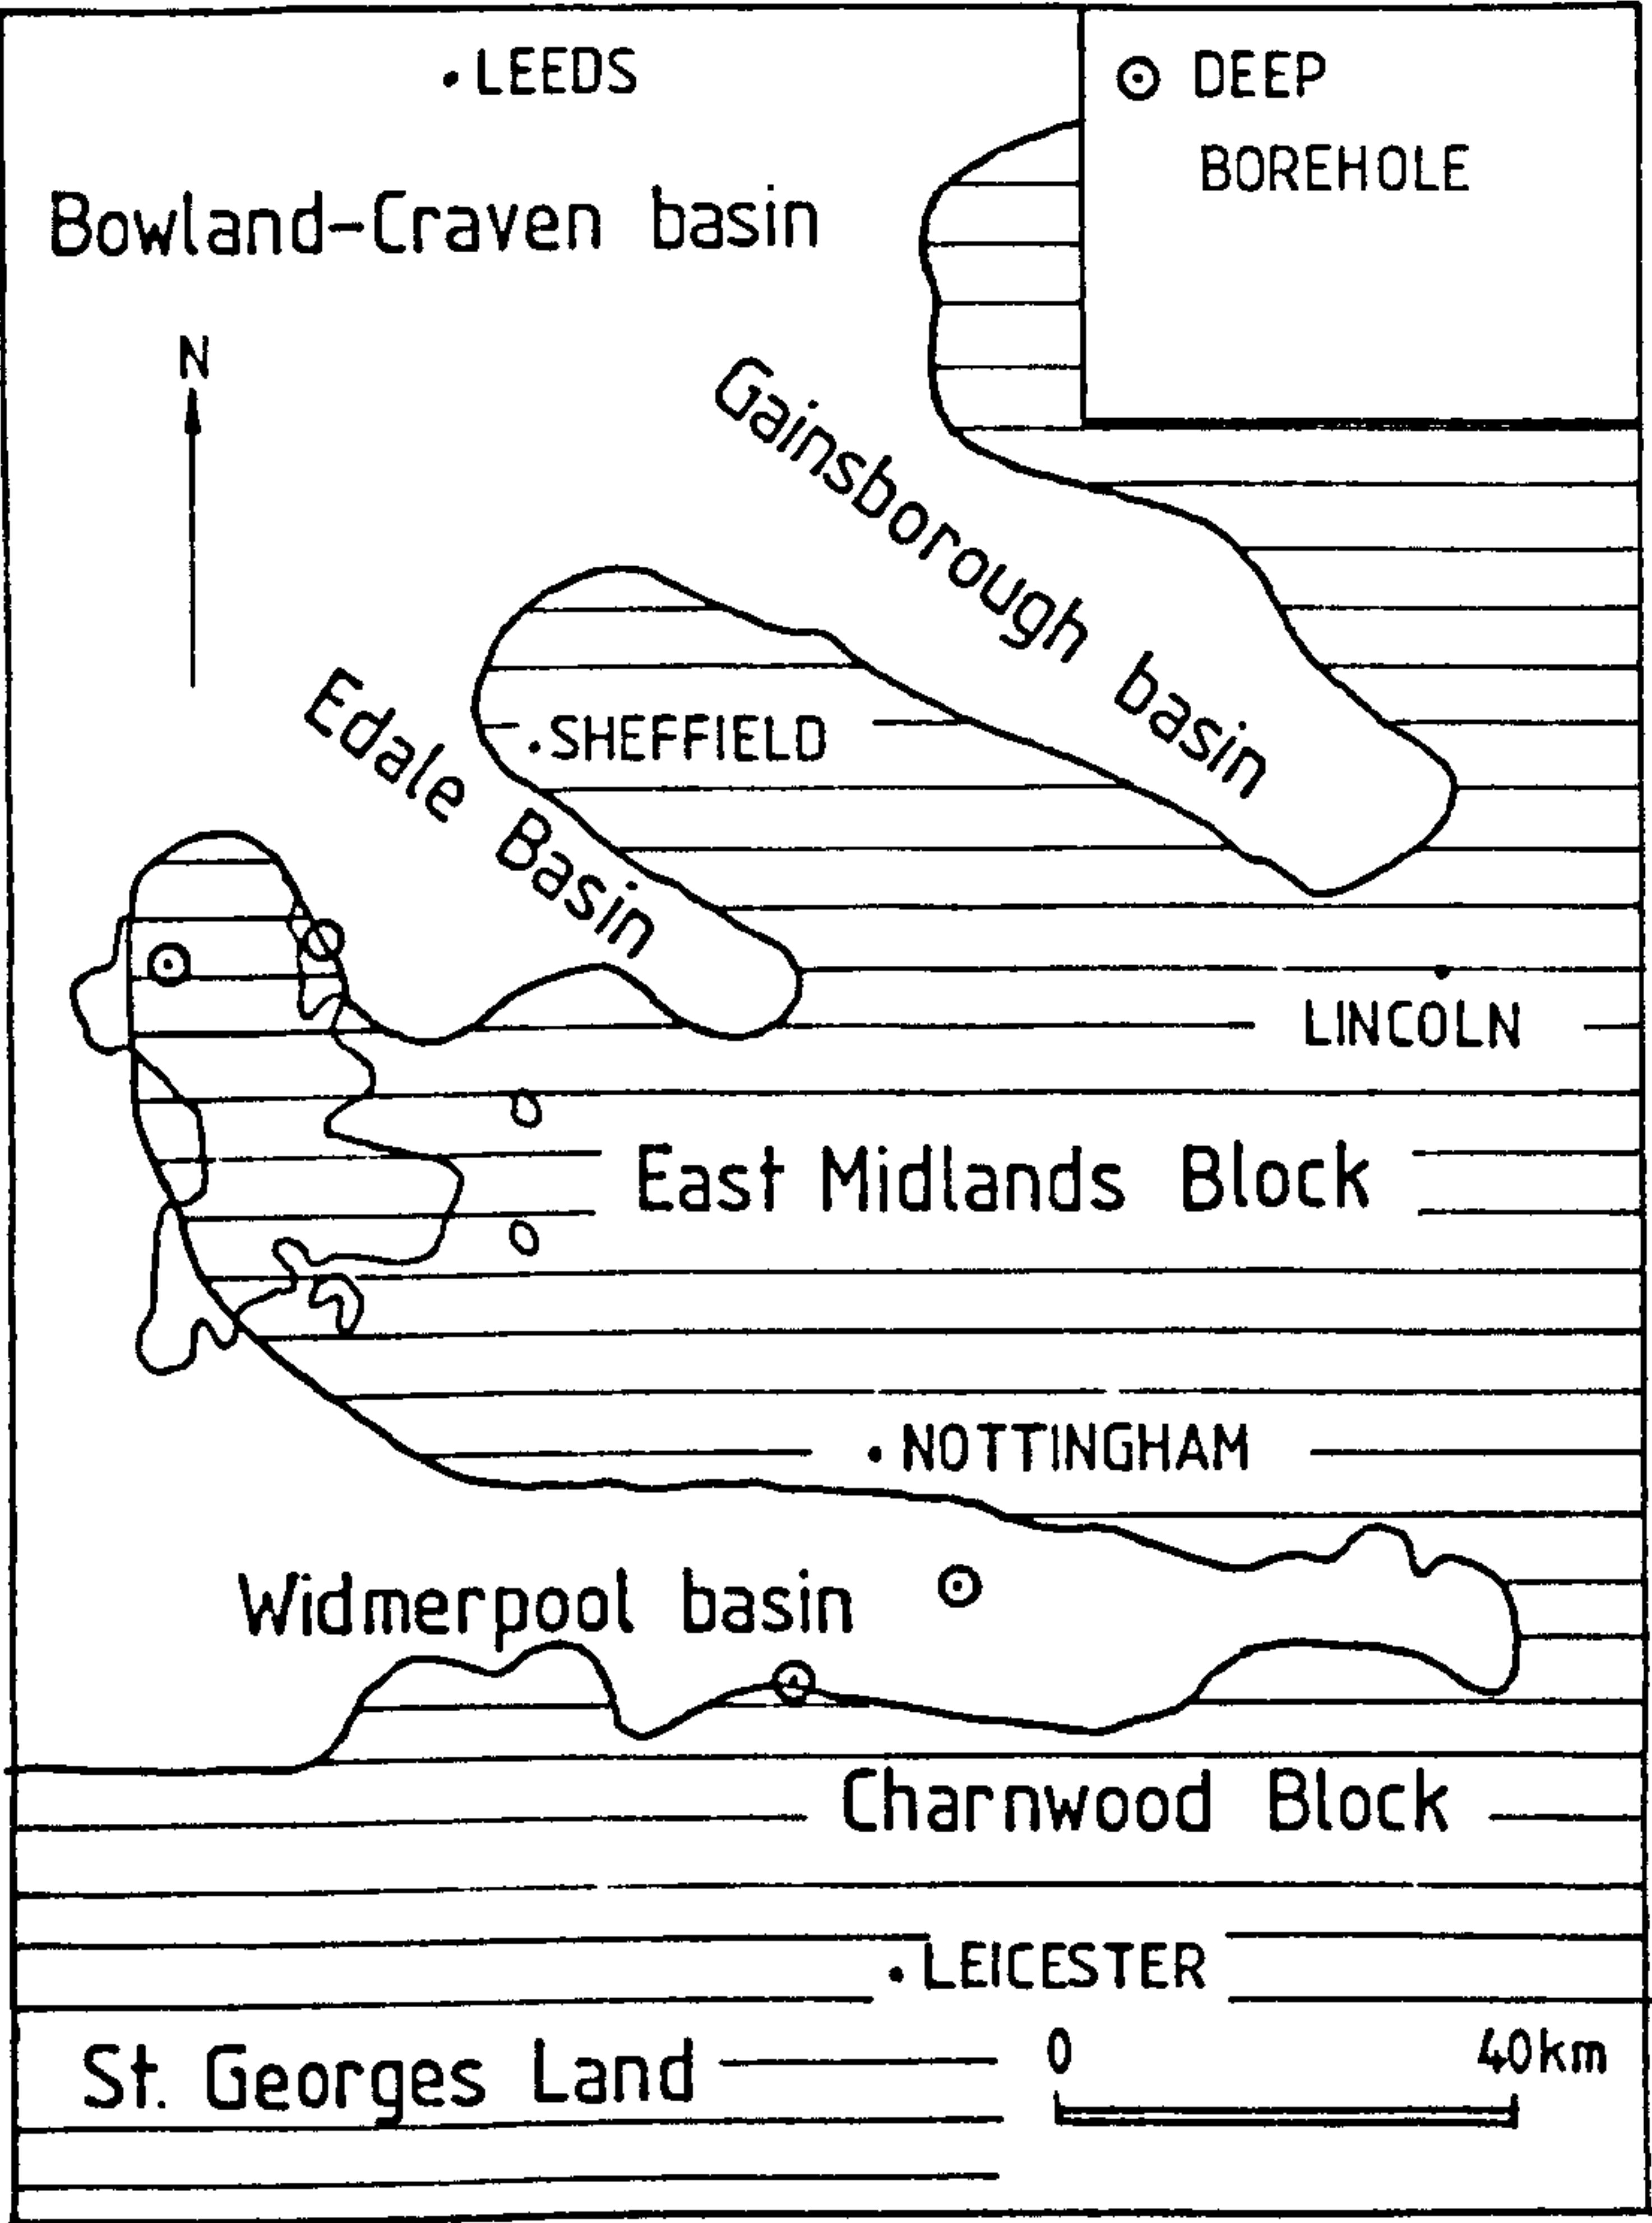 LEEDS
DEEP
BOREHOLE
Bowland-Craven basin
N
Gainsborough basin
SHEFFIELD
Edale Basin
LINCOLN
East Midlands Block
NOTTINGHAM
Widmerpool basin
Charnwood Block
LEICESTER
St. Georges Land
0 40km